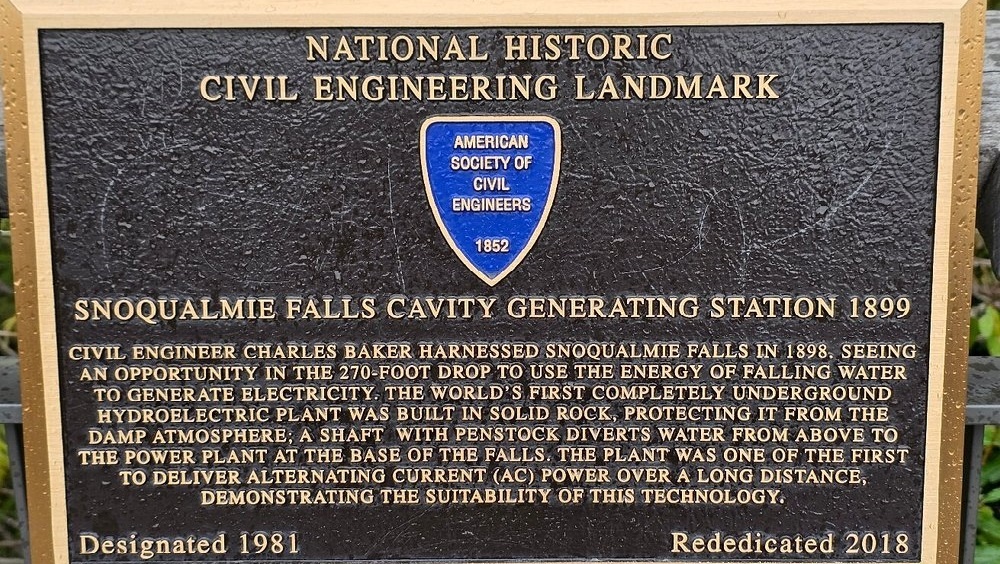 NATIONAL HISTORIC
CIVIL ENGINEERING LANDMARK
AMERICAN
SOCIETY OF
CIVIL
ENGINEERS
1852
SNOQUALMIE FALLS CAVITY GENERATING STATION 1899
CIVIL ENGINEER CHARLES BAKER HARNESSED SNOQUALMIE FALLS IN 1898, SEEING
AN OPPORTUNITY IN THE 270-FOOT DROP TO USE THE ENERGY OF FALLING WATER
TO GENERATE ELECTRICITY. THE WORLD'S FIRST COMPLETELY UNDERGROUND
HYDROELECTRIC PLANT WAS BUILT IN SOLID ROCK, PROTECTING IT FROM THE
DAMP ATMOSPHERE; A SHAFT WITH PENSTOCK DIVERTS WATER FROM ABOVE TO
THE POWER PLANT AT THE BASE OF THE FALLS. THE PLANT WAS ONE OF THE FIRST
TO DELIVER ALTERNATING CURRENT (AC) POWER OVER A LONG DISTANCE,
DEMONSTRATING THE SUITABILITY OF THIS TECHNOLOGY.
Designated 1981
Rededicated 2018